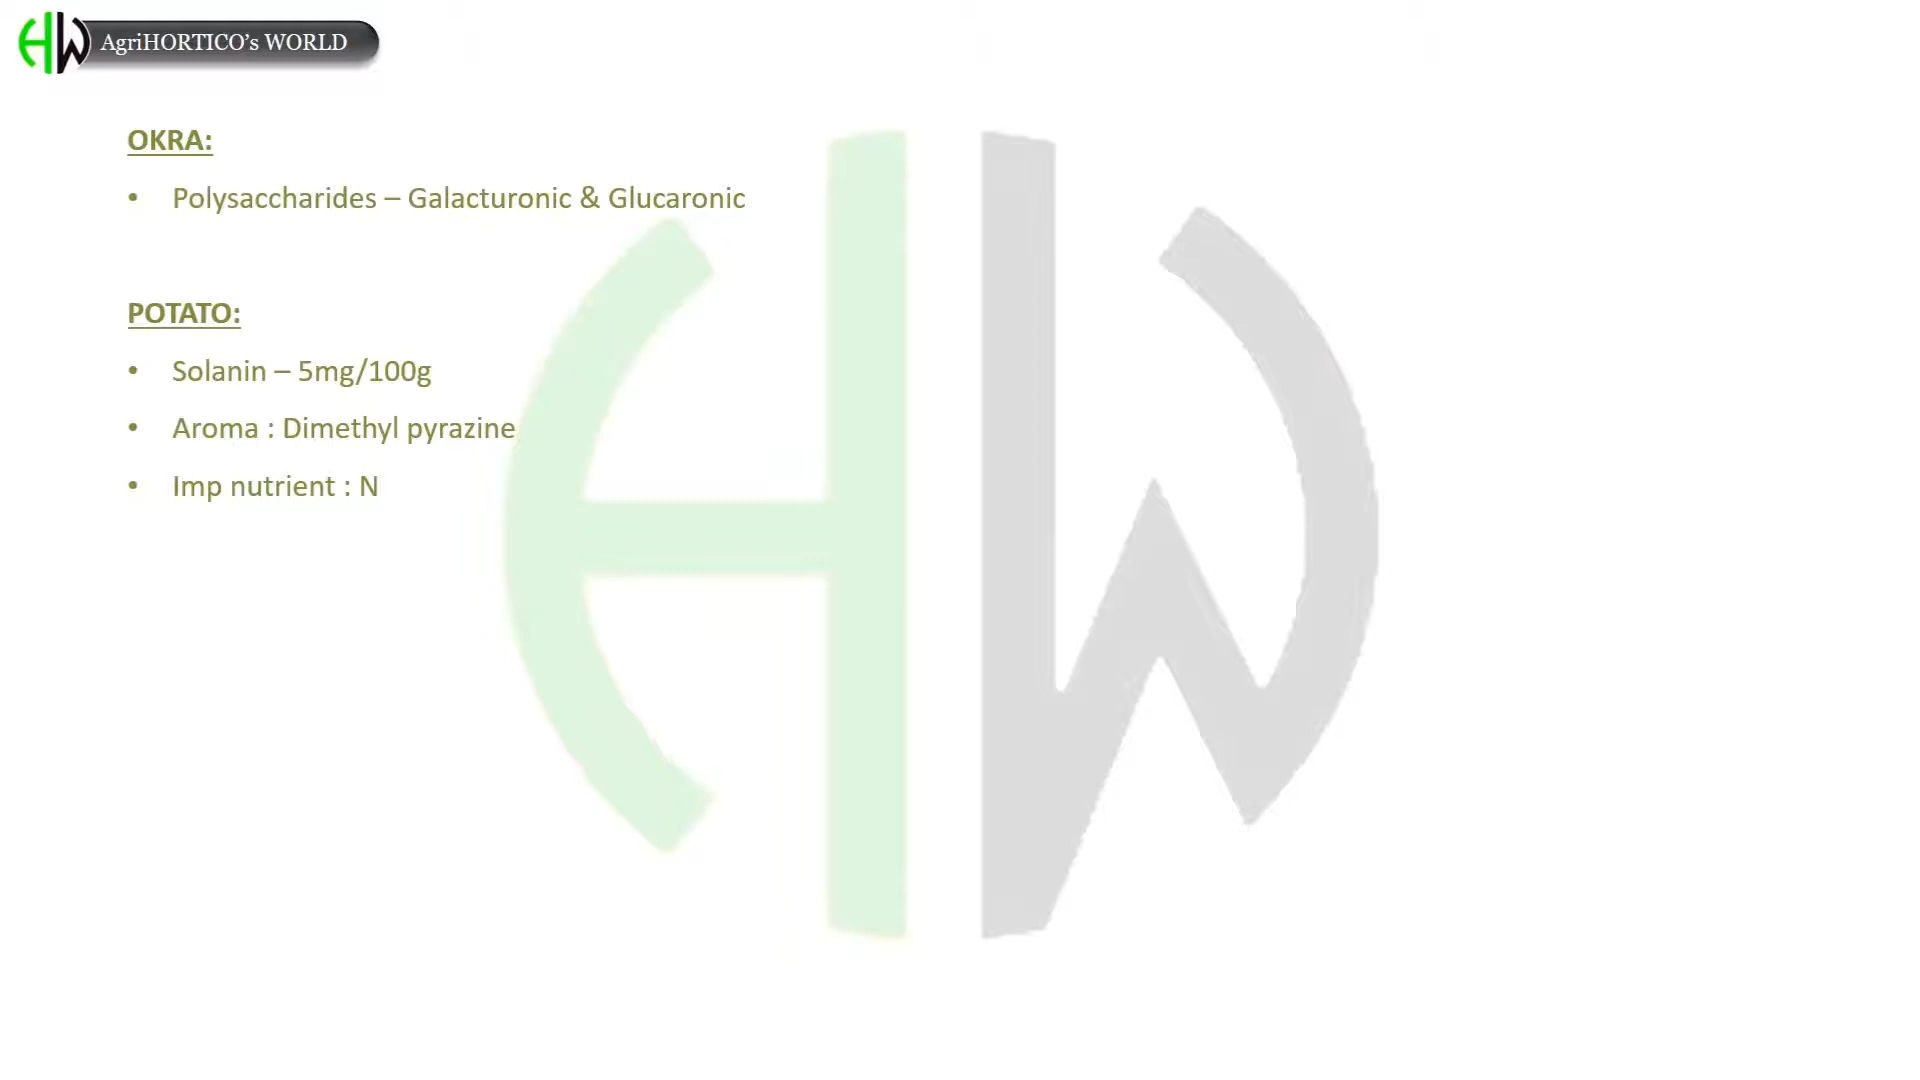 AgriHORTICO's WORLD
OKRA:
• Polysaccharides – Galacturonic & Glucaronic
POTATO:
• Solanin – 5mg/100g
• Aroma : Dimethyl pyrazine
• Imp nutrient : N